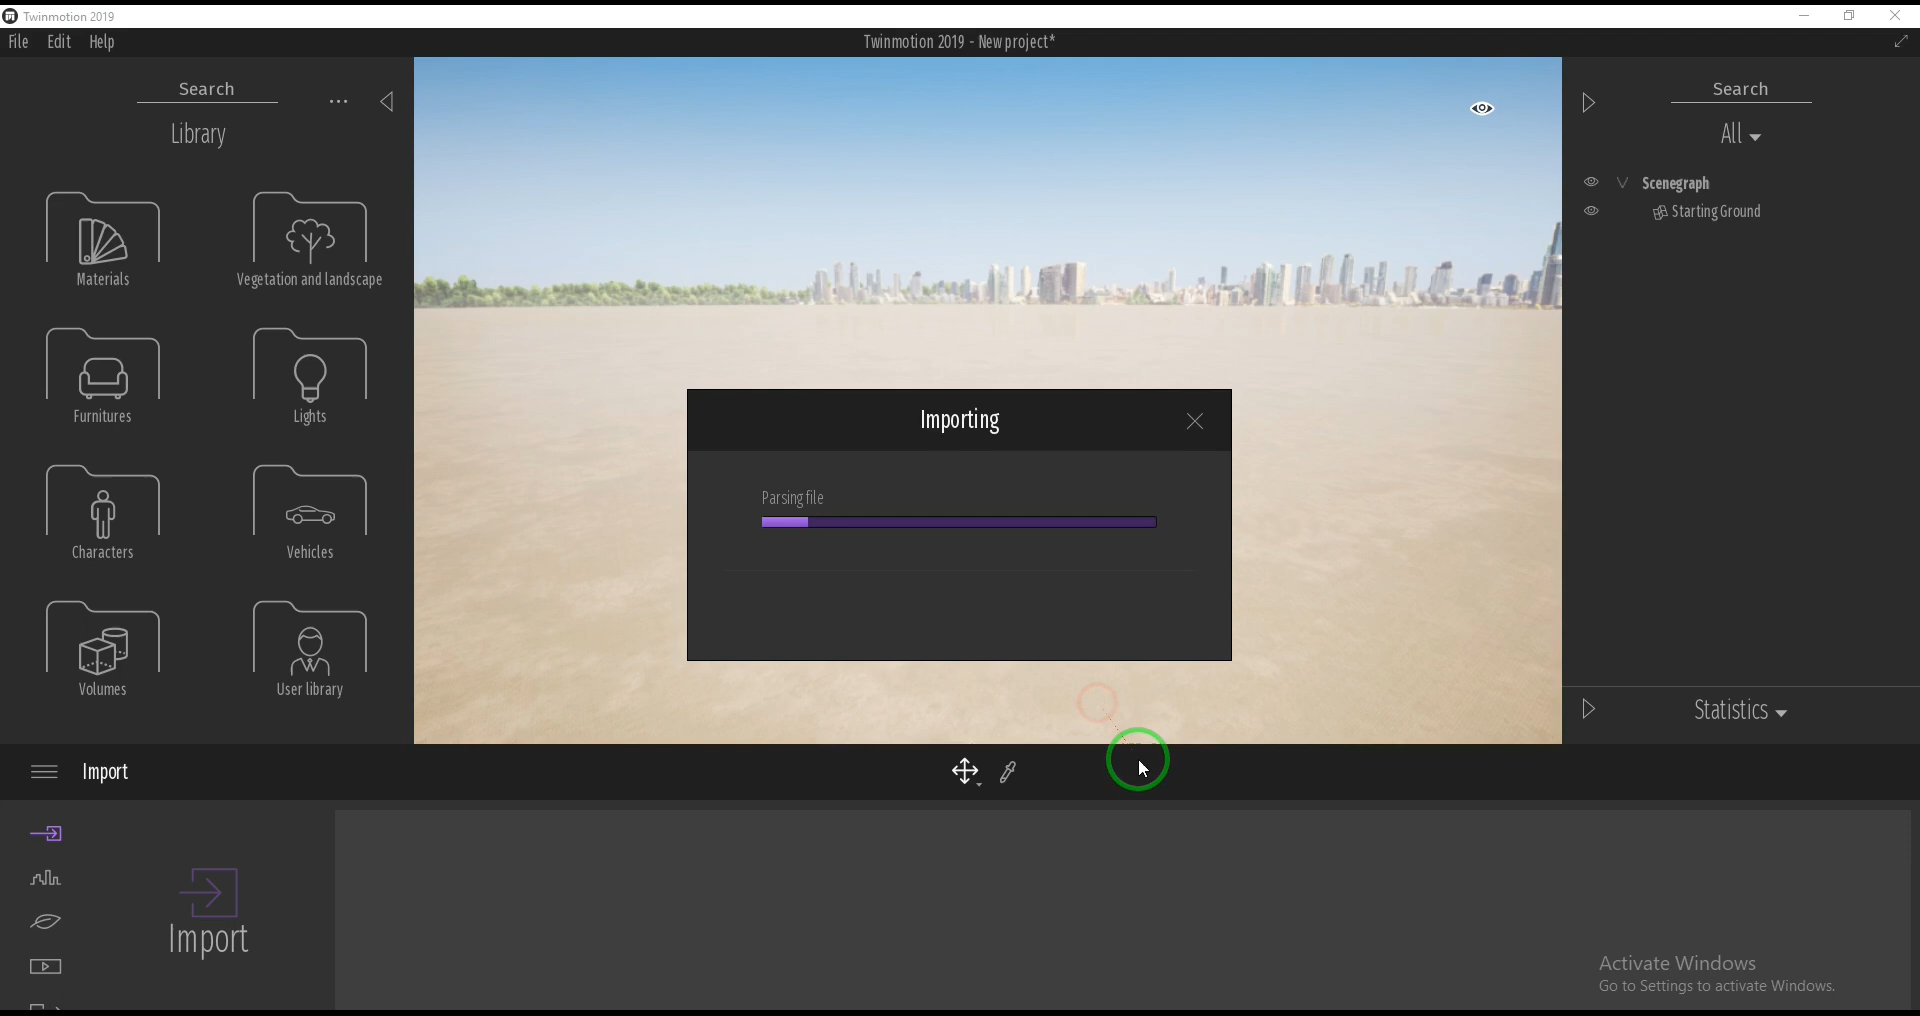 Twinmotion 2019
File Edit Help
Twinmotion 2019 - New project*
Search
Library
Materials
Vegetation and landscape
Furnitures
Lights
Characters
Vehicles
Volumes
User library
Search
All
Scenegraph
Starting Ground
Importing
Parsing file
Statistics
Import
Import
Activate Windows
Go to Settings to activate Windows.